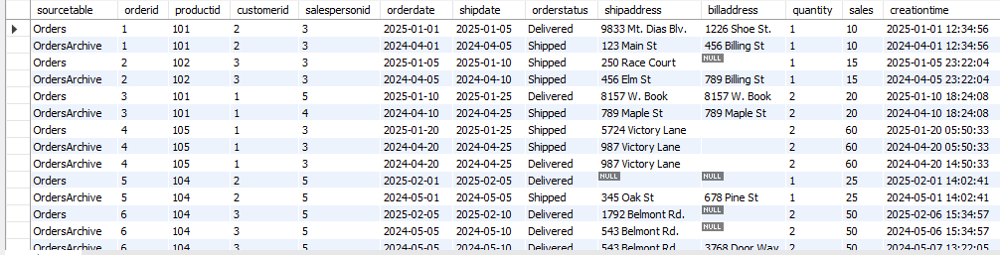 sourcetable orderid productid customerid salespersonid orderdate shipdate orderstatus shipaddress billaddress quantity sales creationtime
Orders 1 101 2 3 2025-01-01 2025-01-05 Delivered 9833 Mt. Dias Blv. 1226 Shoe St. 1 10 2025-01-01 12:34:56
OrdersArchive 1 101 2 3 2024-04-01 2024-04-05 Shipped 123 Main St 456 Billing St 1 10 2024-04-01 12:34:56
Orders 2 102 3 3 2025-01-05 2025-01-10 Shipped 250 Race Court NULL 1 15 2025-01-05 23:22:04
OrdersArchive 2 102 3 3 2024-04-05 2024-04-10 Shipped 456 Elm St 789 Billing St 1 15 2024-04-05 23:22:04
Orders 3 101 1 5 2025-01-10 2025-01-25 Delivered 8157 W. Book 8157 W. Book 2 20 2025-01-10 18:24:08
OrdersArchive 3 101 1 4 2024-04-10 2024-04-25 Shipped 789 Maple St 789 Maple St 2 20 2024-04-10 18:24:08
Orders 4 105 1 3 2025-01-20 2025-01-25 Shipped 5724 Victory Lane 2 60 2025-01-20 05:50:33
OrdersArchive 4 105 1 3 2024-04-20 2024-04-25 Shipped 987 Victory Lane 2 60 2024-04-20 05:50:33
OrdersArchive 4 105 1 3 2024-04-20 2024-04-25 Delivered 987 Victory Lane 2 60 2024-04-20 14:50:33
Orders 5 104 2 5 2025-02-01 2025-02-05 Delivered NULL NULL 1 25 2025-02-01 14:02:41
OrdersArchive 5 104 2 5 2024-05-01 2024-05-05 Shipped 345 Oak St 678 Pine St 1 25 2024-05-01 14:02:41
Orders 6 104 3 5 2025-02-05 2025-02-10 Delivered 1792 Belmont Rd. NULL 2 50 2025-02-06 15:34:57
OrdersArchive 6 104 3 5 2024-05-05 2024-05-10 Delivered 543 Belmont Rd. NULL 2 50 2024-05-06 15:34:57
OrdersArchive 6 104 3 5 2024-05-05 2024-05-10 Delivered 543 Belmont Rd. 3768 Door Way 2 50 2024-05-07 13:22:05